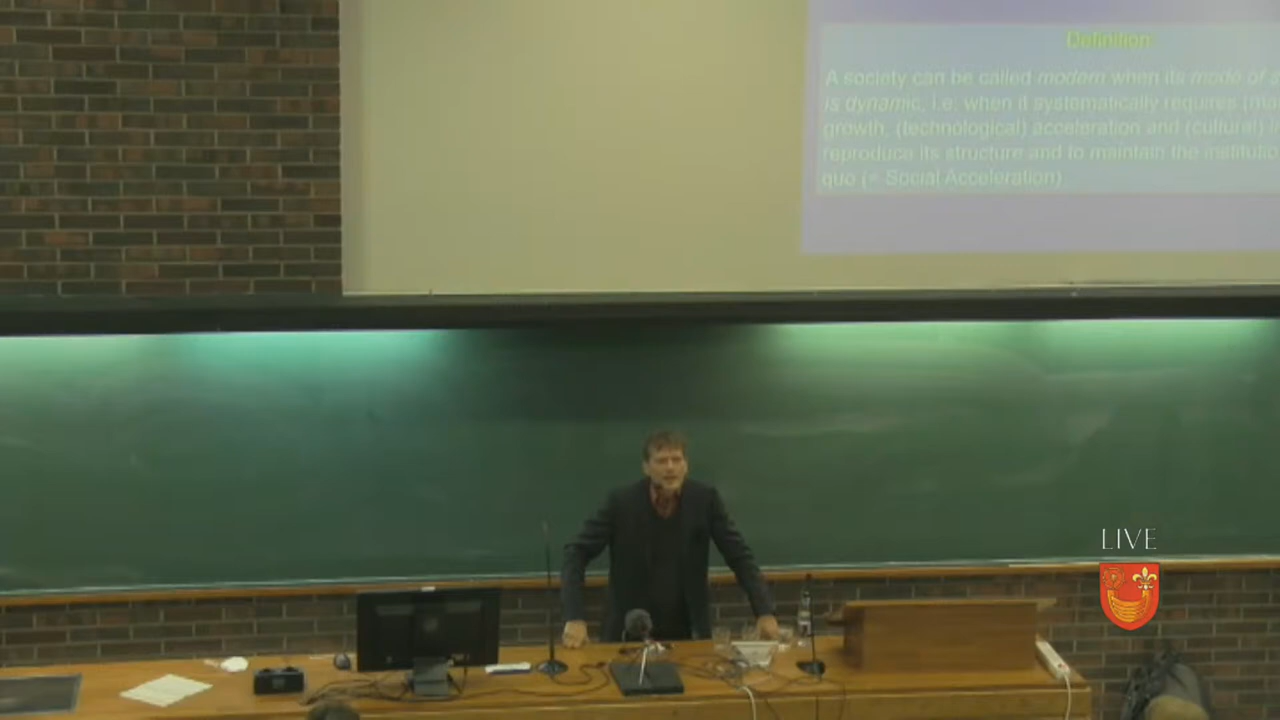 Definition:
A society can be called modern when its mode of
is dynamic, i.e. when it systematically requires
growth, (technological) acceleration and (cultural)
reproduce its structure and to maintain the
quo (= Social Acceleration)
LIVE